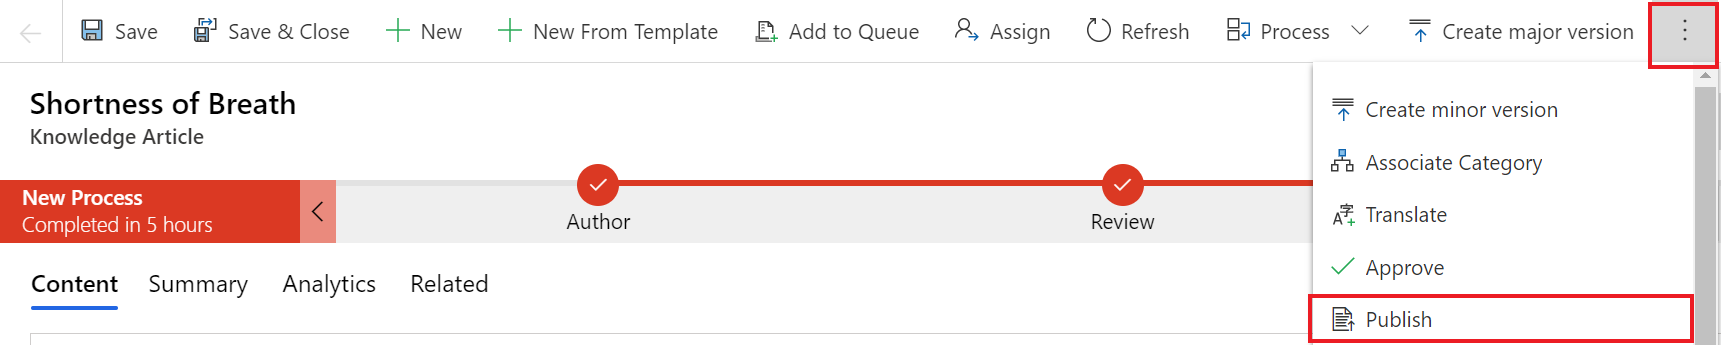 Save
Save & Close
New
New From Template
Add to Queue
Assign
Refresh
Process
Create major version
Shortness of Breath
Knowledge Article
New Process
Completed in 5 hours
Author
Review
Content
Summary
Analytics
Related
Create minor version
Associate Category
Translate
Approve
Publish